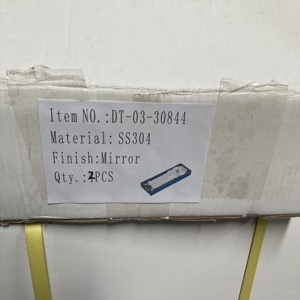 Item NO.:DT-03-30844
Material: SS304
Finish:Mirror
Qty.:2PCS